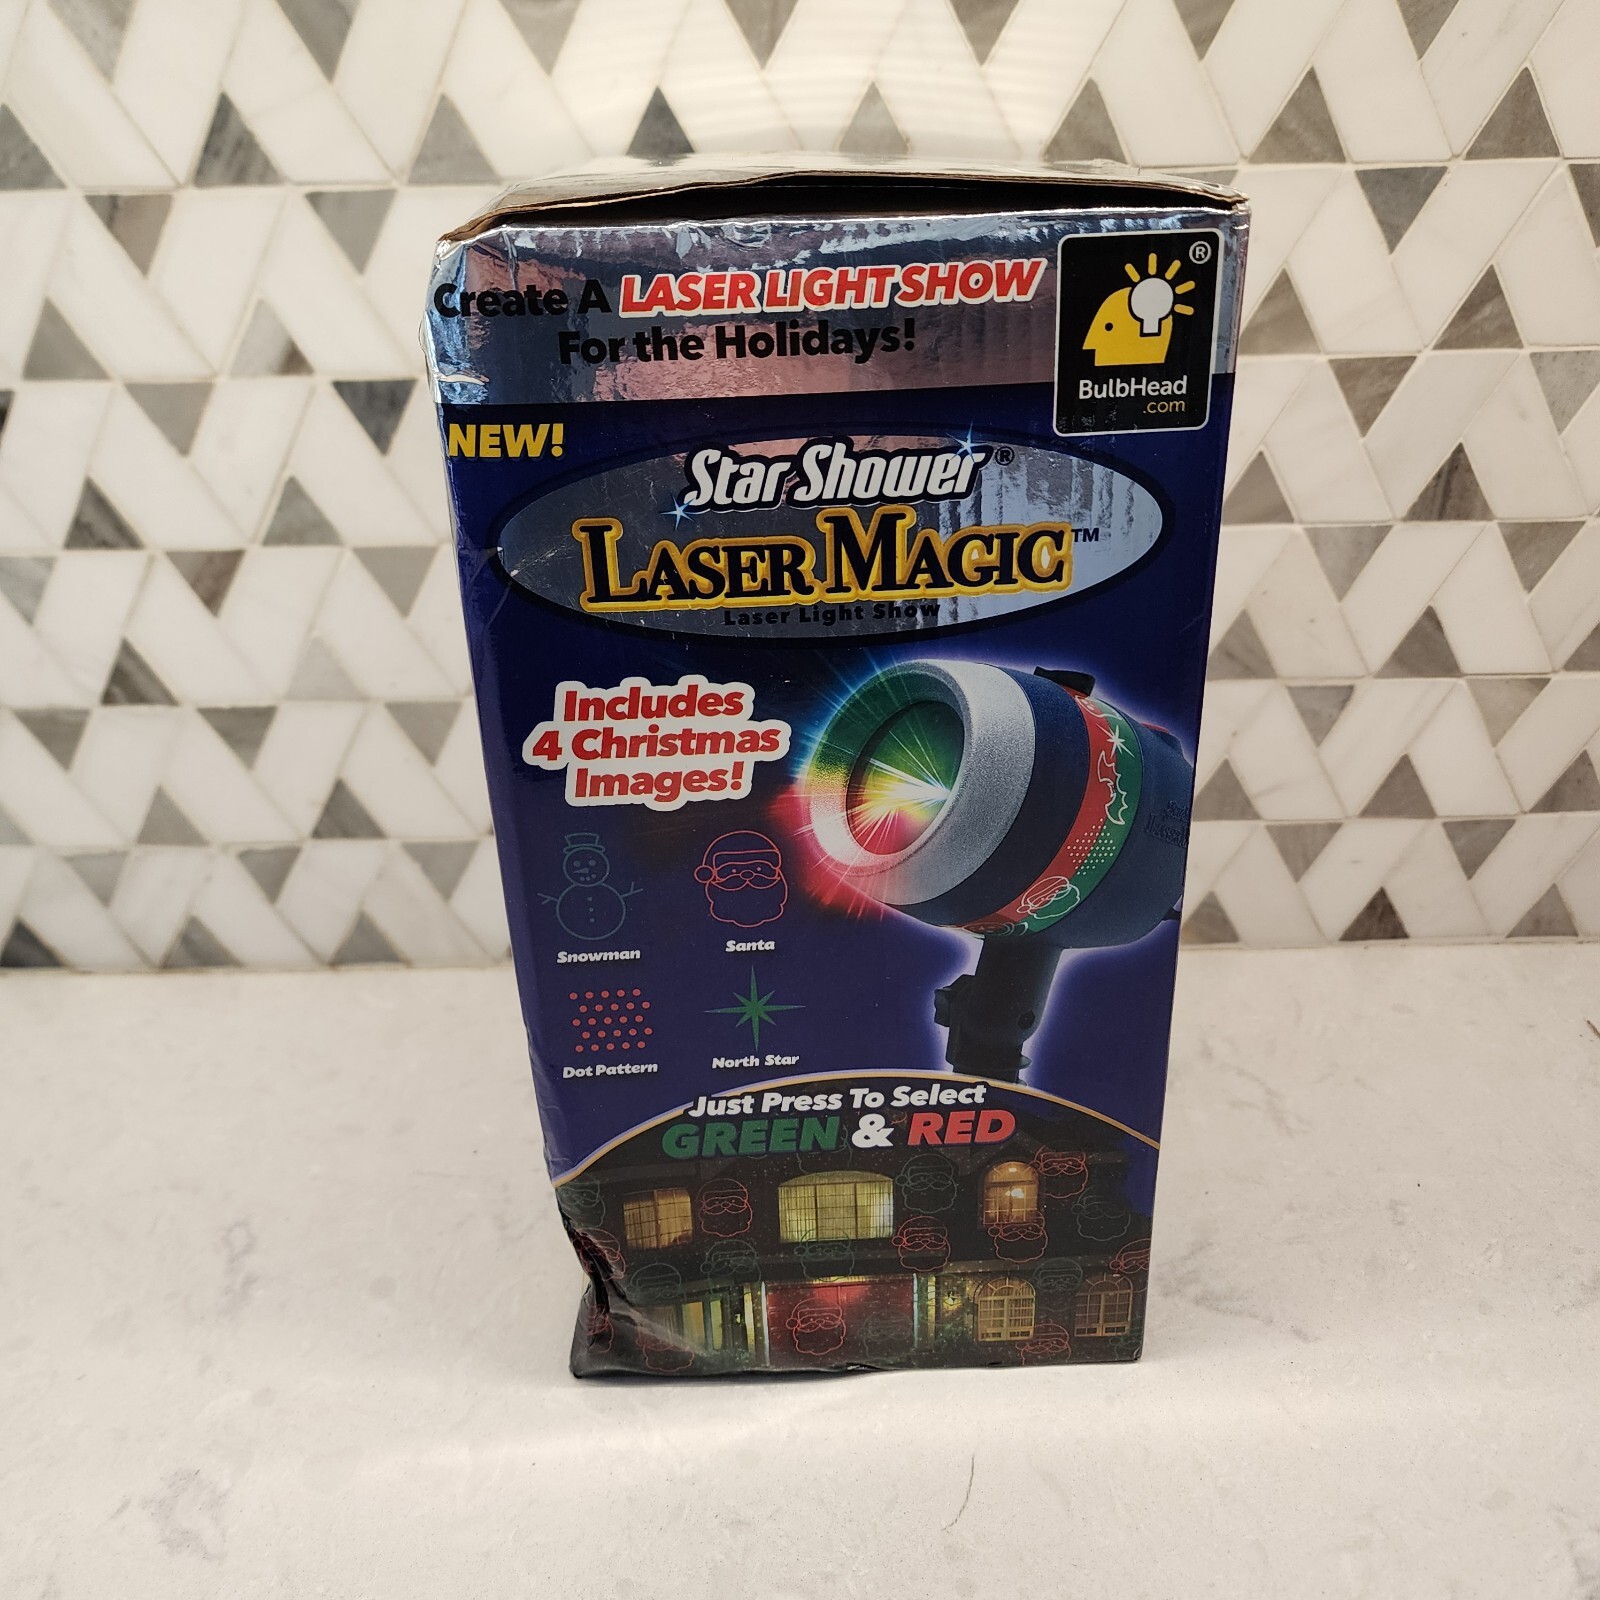 Create A LASER LIGHT SHOW
For the Holidays!
®
BulbHead
.com
NEW!
Star Shower®
LASER MAGIC™
Laser Light Show
Includes
4 Christmas
Images!
Snowman
Santa
Dot Pattern
North Star
Just Press To Select
GREEN & RED